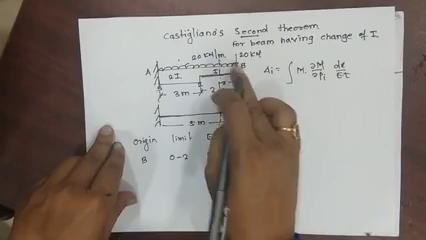 Castigliano's Second theorem
for beam having change of I
20 kN/m 120 kN
A 2I I B
3m 2
5m
Δi = ∫ M. ∂M/∂Pi dx/EI
origin limit E
B 0-2